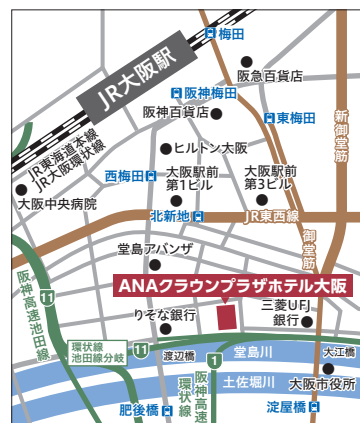 梅田
JR大阪駅
阪急百貨店
阪神梅田
阪神百貨店
東梅田
新御堂筋
JR東海道本線
JR大阪環状線
ヒルトン大阪
西梅田
大阪駅前
第1ビル
大阪駅前
第3ビル
大阪中央病院
北新地
JR東西線
御堂筋
堂島アバンザ
阪神高速池田線
11
ANAクラウンプラザホテル大阪
りそな銀行
三菱UFJ
銀行
環状線
池田線分岐
11
渡辺橋
1
堂島川
大江橋
土佐堀川
大阪市役所
阪神高速
環状線
肥後橋
淀屋橋